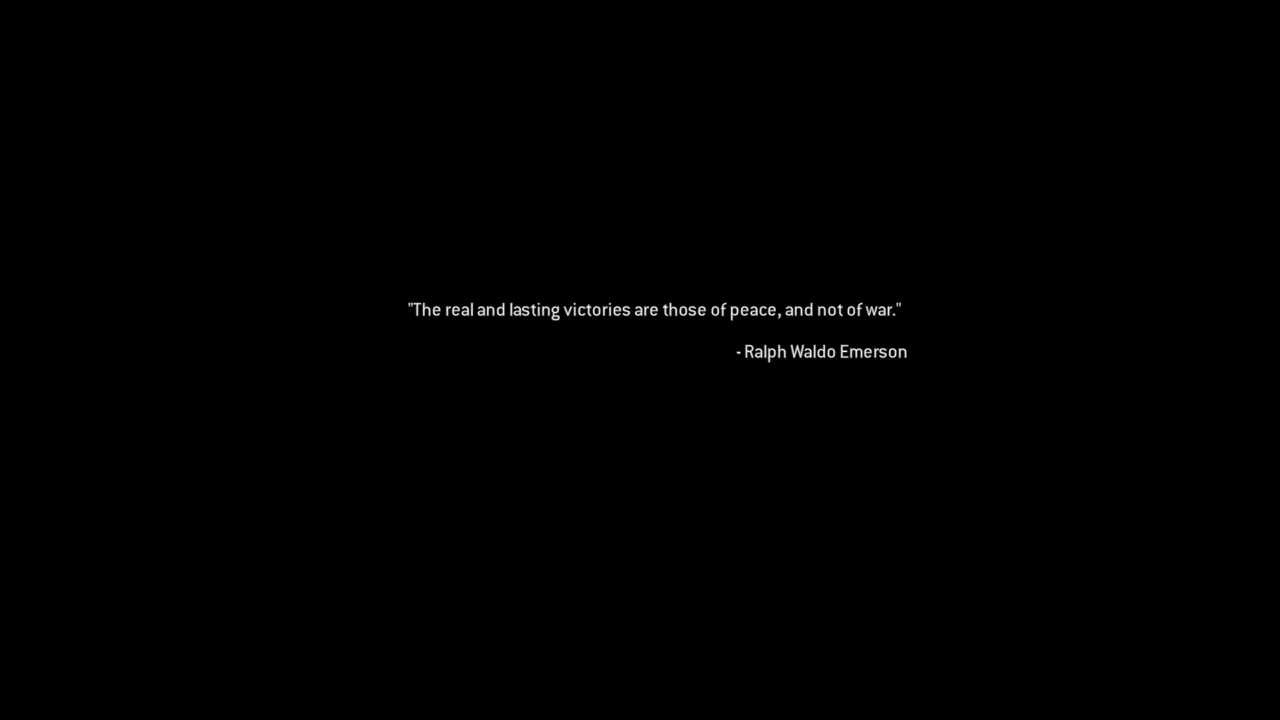 "The real and lasting victories are those of peace, and not of war."
- Ralph Waldo Emerson